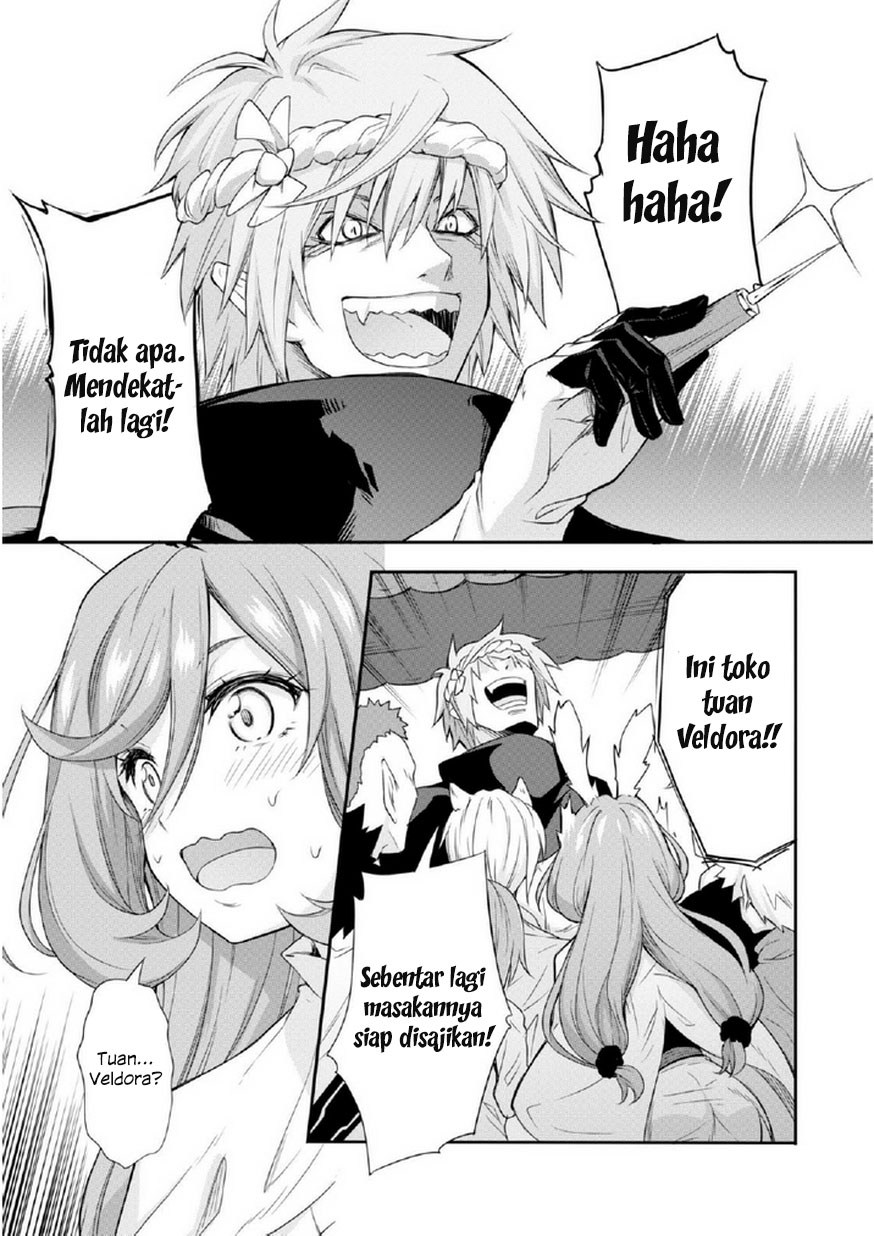 Haha
haha!
Tidak apa.
Mendekat-
lah lagi!
Ini toko
tuan
Veldora!!
Sebentar lagi
masakannya
siap disajikan!
Tuan...
Veldora?